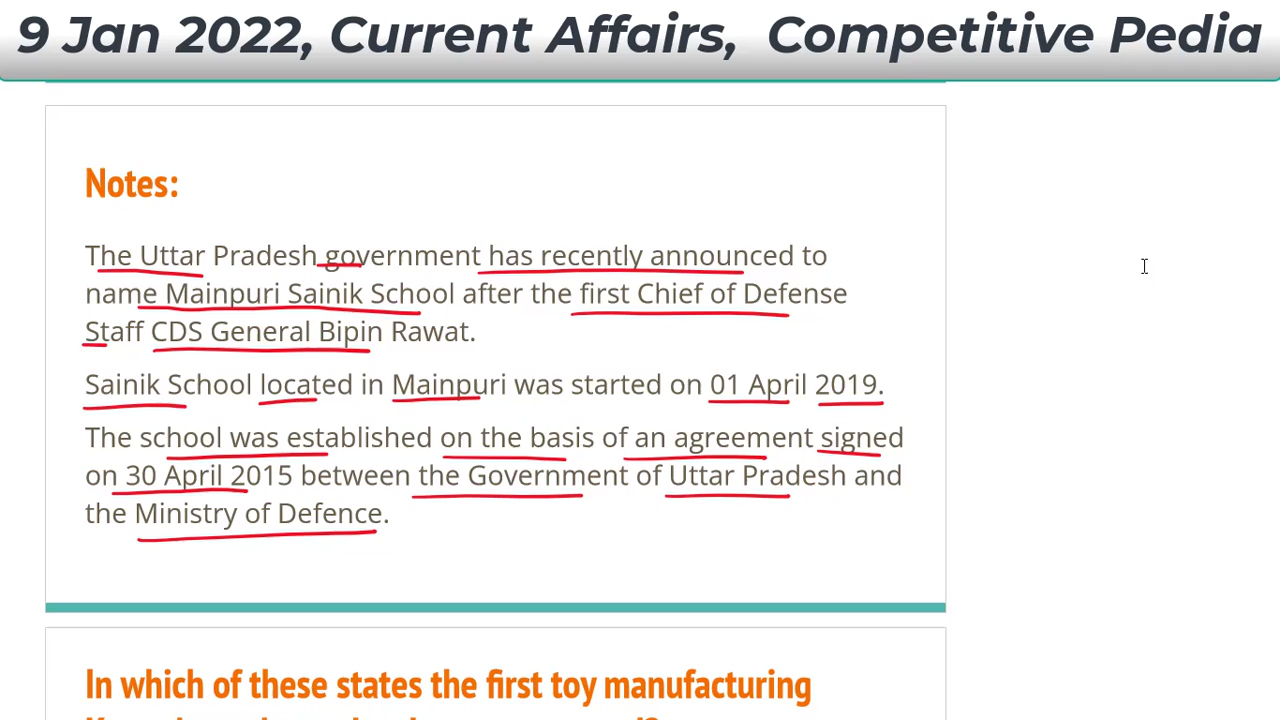 9 Jan 2022, Current Affairs, Competitive Pedia
Notes:
The Uttar Pradesh government has recently announced to
name Mainpuri Sainik School after the first Chief of Defense
Staff CDS General Bipin Rawat.
Sainik School located in Mainpuri was started on 01 April 2019.
The school was established on the basis of an agreement signed
on 30 April 2015 between the Government of Uttar Pradesh and
the Ministry of Defence.
In which of these states the first toy manufacturing